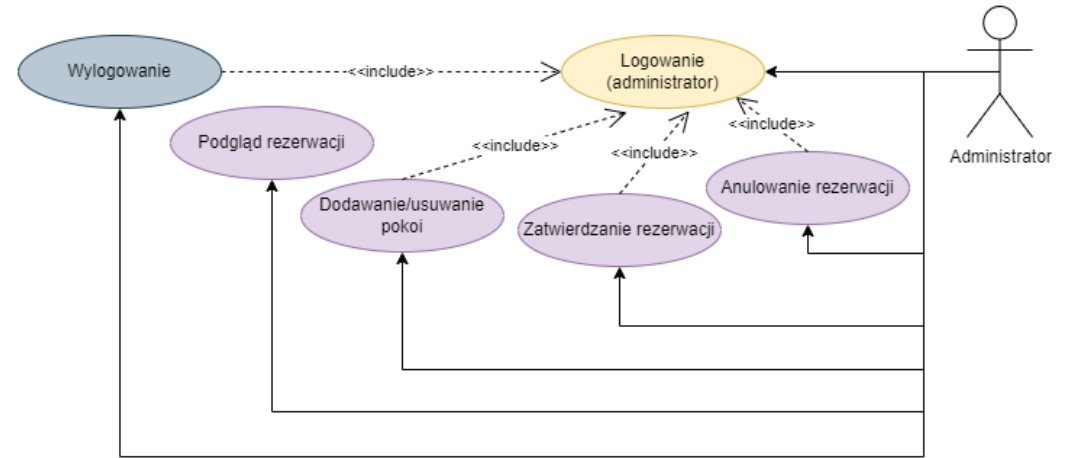 Wylogowanie
<<include>>
Logowanie
(administrator)
Podgląd rezerwacji
<<include>>
<<include>>
<<include>>
Administrator
Dodawanie/usuwanie
pokoi
Zatwierdzanie rezerwacji
Anulowanie rezerwacji